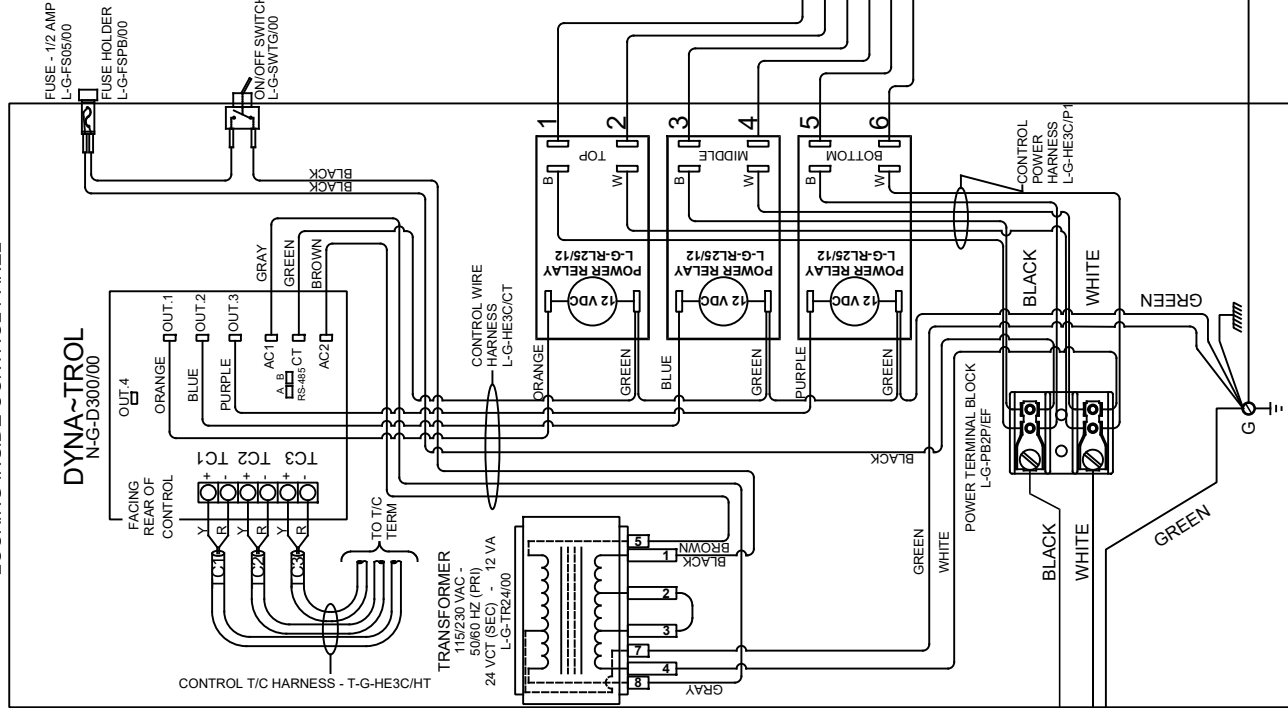 FUSE - 1/2 AMP
L-G-FS05/00
FUSE HOLDER
L-G-FSPB/00
ON/OFF SWITCH
L-G-SWTG/00
BLACK
BLACK
DYNA~TROL
N-G-D300/00
OUT.4
OUT.1
OUT.2
OUT.3
ORANGE
BLUE
PURPLE
AC1
CT
AC2
A B
RS-485
GRAY
GREEN
BROWN
TC1
TC2
TC3
+ - + - + -
FACING
REAR OF
CONTROL
Y R Y R Y R
C1
C2
C3
TO T/C
TERM
CONTROL T/C HARNESS - T-G-HE3C/HT
CONTROL WIRE
HARNESS
L-G-HE3C/CT
TRANSFORMER
115/230 VAC -
50/60 HZ (PRI)
24 VCT (SEC) - 12 VA
L-G-TR24/00
5
1
2
3
7
4
8
BROWN
BLACK
GRAY
1
2
3
4
5
6
TOP
MIDDLE
BOTTOM
B
W
B
W
B
W
POWER RELAY
L-G-RL25/12
12 VDC
POWER RELAY
L-G-RL25/12
12 VDC
POWER RELAY
L-G-RL25/12
12 VDC
ORANGE
GREEN
BLUE
GREEN
PURPLE
GREEN
CONTROL
POWER
HARNESS
L-G-HE3C/P1
BLACK
WHITE
GREEN
BLACK
GREEN
WHITE
POWER TERMINAL BLOCK
L-G-PB2P/EF
BLACK
WHITE
GREEN
G